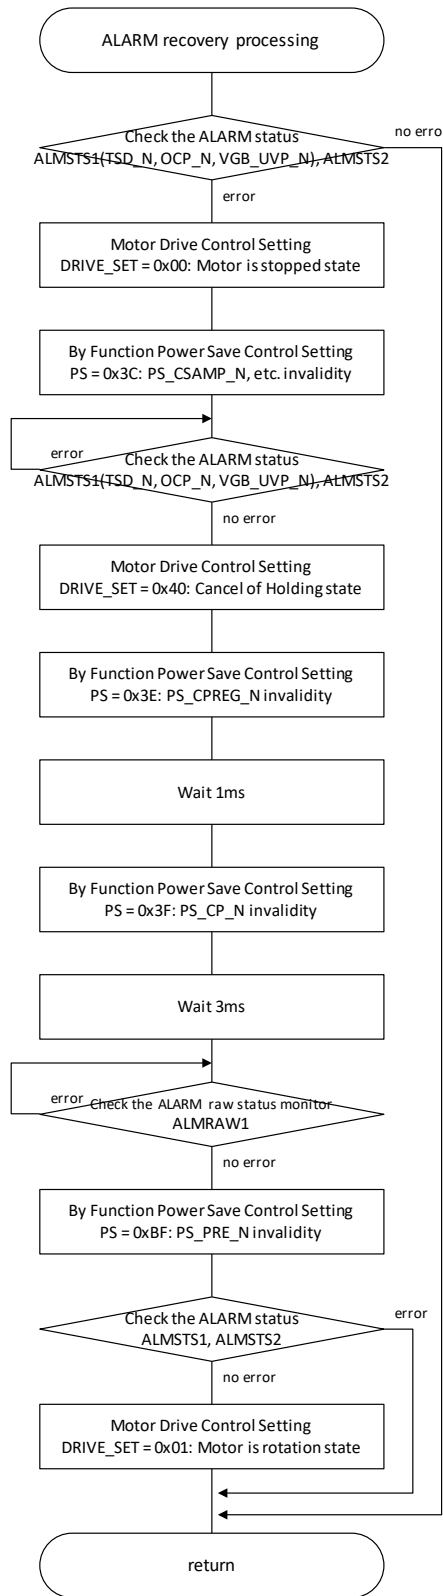 ALARM recovery processing
Check the ALARM status
ALMSTS1(TSD_N, OCP_N, VGB_UVP_N), ALMSTS2
no erro
error
Motor Drive Control Setting
DRIVE_SET = 0x00: Motor is stopped state
By Function Power Save Control Setting
PS = 0x3C: PS_CSAMP_N, etc. invalidity
error
Check the ALARM status
ALMSTS1(TSD_N, OCP_N, VGB_UVP_N), ALMSTS2
no error
Motor Drive Control Setting
DRIVE_SET = 0x40: Cancel of Holding state
By Function Power Save Control Setting
PS = 0x3E: PS_CPREG_N invalidity
Wait 1ms
By Function Power Save Control Setting
PS = 0x3F: PS_CP_N invalidity
Wait 3ms
error
Check the ALARM raw status monitor
ALMRAW1
no error
By Function Power Save Control Setting
PS = 0xBF: PS_PRE_N invalidity
Check the ALARM status
ALMSTS1, ALMSTS2
error
no error
Motor Drive Control Setting
DRIVE_SET = 0x01: Motor is rotation state
return